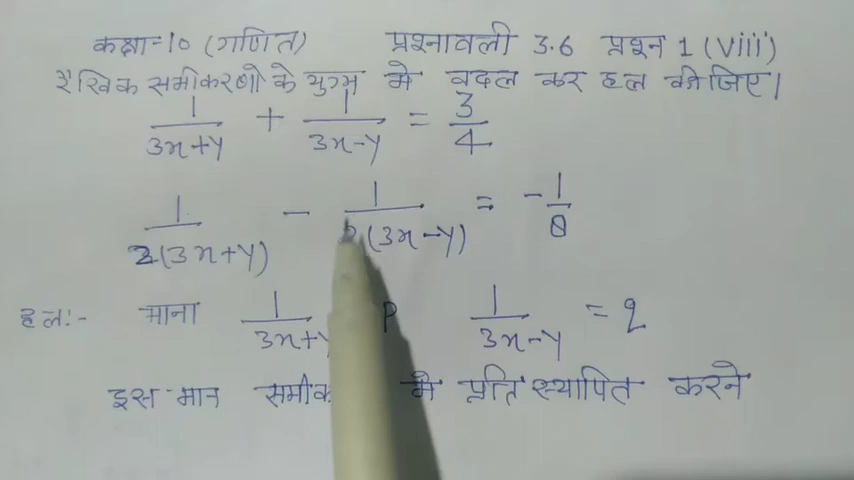 कक्षा-10 (गणित) प्रश्नावली 3.6 प्रश्न 1 (viii)
रैखिक समीकरणो के युग्म मे बदल कर हल कीजिए।
1/(3x+y) + 1/(3x-y) = 3/4
1/2(3x+y) - 1/2(3x-y) = -1/8
हलः- माना 1/(3x+y P 1/(3x-y) = q
इस मान मे प्रतिस्थापित करने